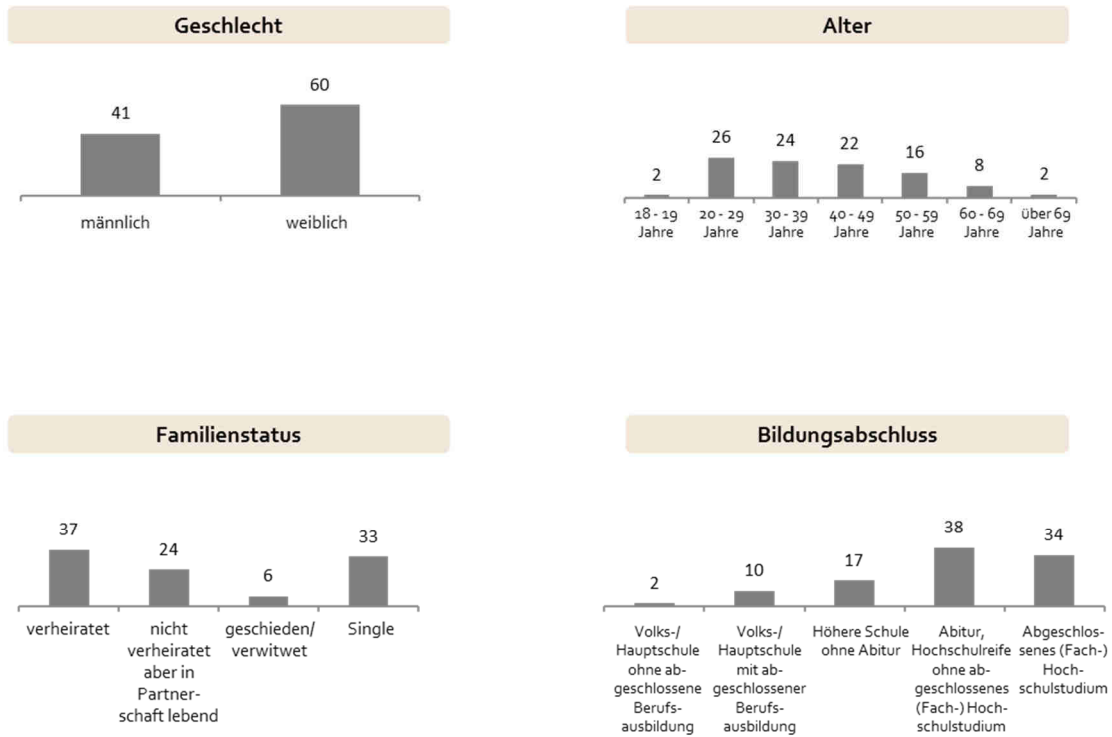 Geschlecht
41
60
männlich
weiblich
Alter
2
26
24
22
16
8
2
18 - 19
Jahre
20 - 29
Jahre
30 - 39
Jahre
40 - 49
Jahre
50 - 59
Jahre
60 - 69
Jahre
über 69
Jahre
Familienstatus
37
24
6
33
verheiratet
nicht
verheiratet
aber in
Partner-
schaft lebend
geschieden/
verwitwet
Single
Bildungsabschluss
2
10
17
38
34
Volks-/
Hauptschule
ohne ab-
geschlossene
Berufs-
ausbildung
Volks-/
Hauptschule
mit ab-
geschlossener
Berufs-
ausbildung
Höhere Schule
ohne Abitur
Abitur,
Hochschulreife
ohne ab-
geschlossenes
(Fach-) Hoch-
schulstudium
Abgeschlos-
senes (Fach-)
Hoch-
schulstudium